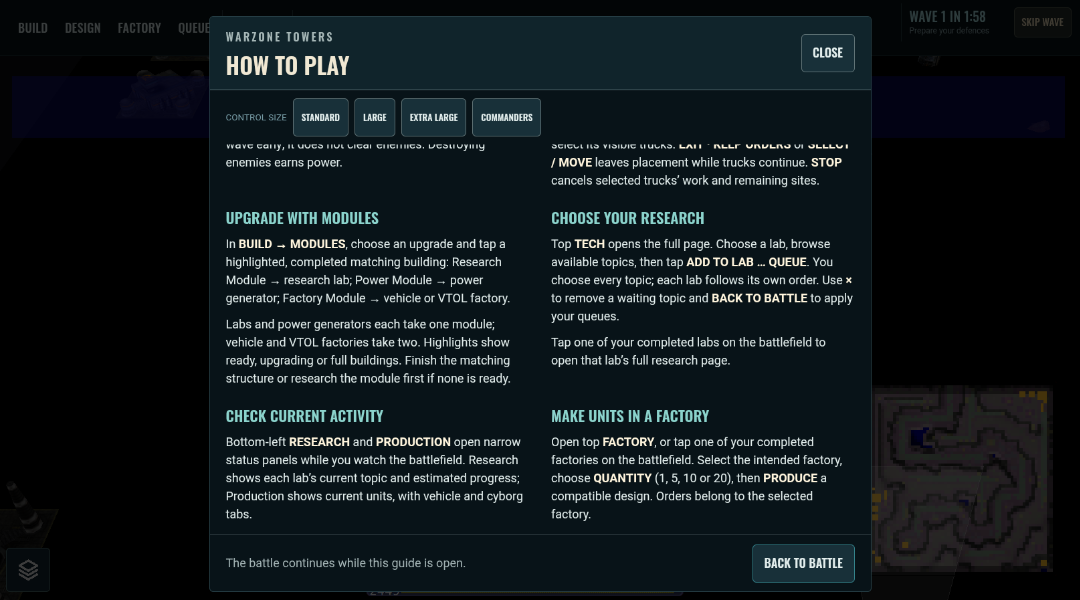 BUILD DESIGN FACTORY QUEUE
WAVE 1 IN 1:58
Prepare your defences
SKIP WAVE
WARZONE TOWERS
HOW TO PLAY
CLOSE
CONTROL SIZE STANDARD LARGE EXTRA LARGE COMMANDERS
wave early, it does not clear enemies. Destroying
enemies earns power.
select its visible trucks. EXIT · KEEP ORDERS or SELECT
/ MOVE leaves placement while trucks continue. STOP
cancels selected trucks’ work and remaining sites.
UPGRADE WITH MODULES
In BUILD → MODULES, choose an upgrade and tap a
highlighted, completed matching building: Research
Module → research lab; Power Module → power
generator; Factory Module → vehicle or VTOL factory.
Labs and power generators each take one module;
vehicle and VTOL factories take two. Highlights show
ready, upgrading or full buildings. Finish the matching
structure or research the module first if none is ready.
CHOOSE YOUR RESEARCH
Top TECH opens the full page. Choose a lab, browse
available topics, then tap ADD TO LAB … QUEUE. You
choose every topic; each lab follows its own order. Use ×
to remove a waiting topic and BACK TO BATTLE to apply
your queues.
Tap one of your completed labs on the battlefield to
open that lab’s full research page.
CHECK CURRENT ACTIVITY
Bottom-left RESEARCH and PRODUCTION open narrow
status panels while you watch the battlefield. Research
shows each lab’s current topic and estimated progress;
Production shows current units, with vehicle and cyborg
tabs.
MAKE UNITS IN A FACTORY
Open top FACTORY, or tap one of your completed
factories on the battlefield. Select the intended factory,
choose QUANTITY (1, 5, 10 or 20), then PRODUCE a
compatible design. Orders belong to the selected
factory.
The battle continues while this guide is open.
BACK TO BATTLE